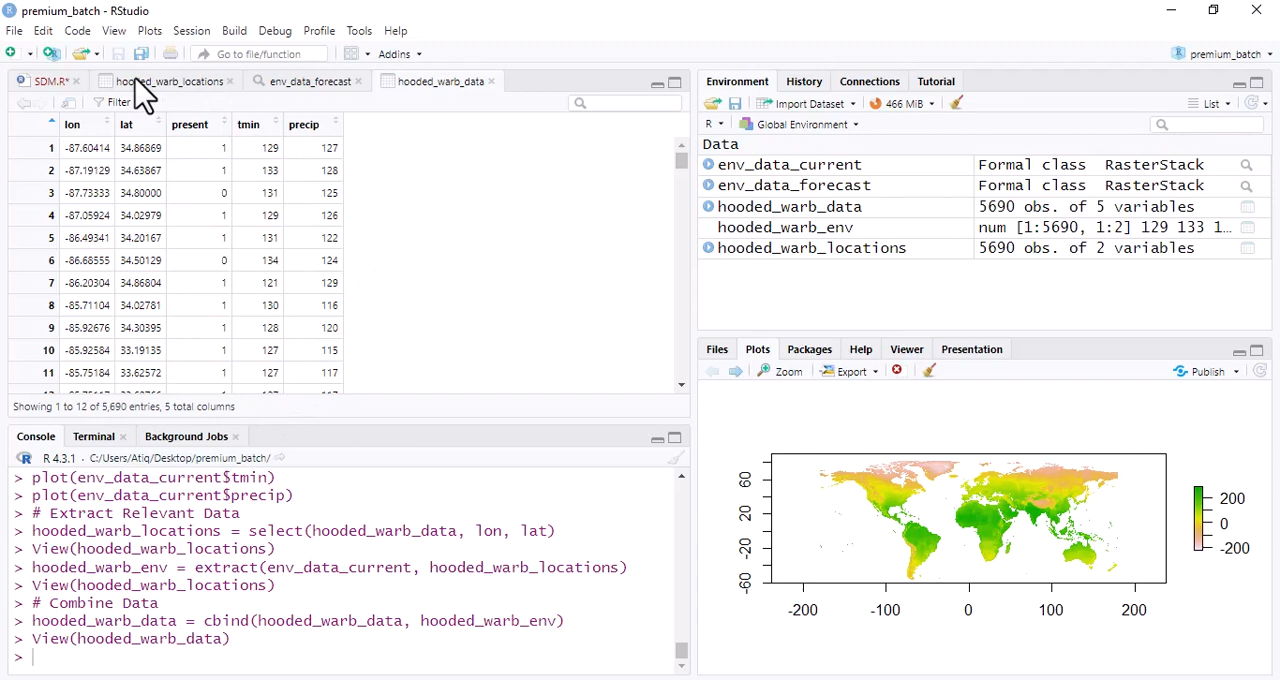 premium_batch - RStudio
File Edit Code View Plots Session Build Debug Profile Tools Help
Go to file/function Addins premium_batch
SDM.R* hooded_warb_locations env_data_forecast hooded_warb_data
Filter
lon lat present tmin precip
1 -87.60414 34.86869 1 129 127
2 -87.19129 34.63867 1 133 128
3 -87.73333 34.80000 0 131 125
4 -87.05924 34.02979 1 129 126
5 -86.49341 34.20167 1 131 122
6 -86.68555 34.50129 0 134 124
7 -86.20304 34.86804 1 121 129
8 -85.71104 34.02781 1 130 116
9 -85.92676 34.30395 1 128 120
10 -85.92584 33.19135 1 127 115
11 -85.75184 33.62572 1 127 117
Showing 1 to 12 of 5,690 entries, 5 total columns
Console Terminal Background Jobs
R 4.3.1 · C:/Users/Atiq/Desktop/premium_batch/
> plot(env_data_current$tmin)
> plot(env_data_current$precip)
> # Extract Relevant Data
> hooded_warb_locations = select(hooded_warb_data, lon, lat)
> View(hooded_warb_locations)
> hooded_warb_env = extract(env_data_current, hooded_warb_locations)
> View(hooded_warb_locations)
> # Combine Data
> hooded_warb_data = cbind(hooded_warb_data, hooded_warb_env)
> View(hooded_warb_data)
>
Environment History Connections Tutorial
Import Dataset 466 MiB List
R Global Environment
Data
env_data_current Formal class RasterStack
env_data_forecast Formal class RasterStack
hooded_warb_data 5690 obs. of 5 variables
hooded_warb_env num [1:5690, 1:2] 129 133 1…
hooded_warb_locations 5690 obs. of 2 variables
Files Plots Packages Help Viewer Presentation
Zoom Export Publish
60
20
-20
-60
-200 -100 0 100 200
200
0
-200